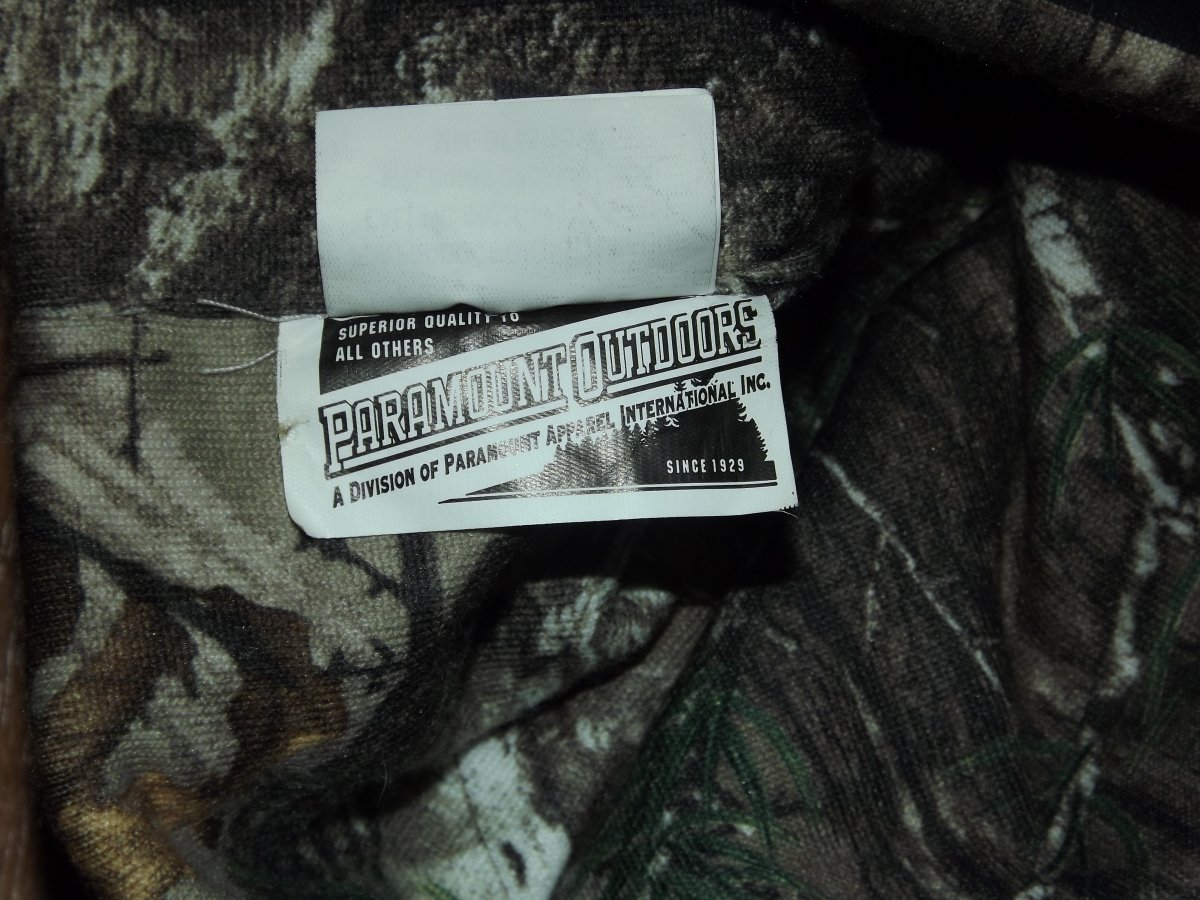 SUPERIOR QUALITY TO
ALL OTHERS
PARAMOUNT OUTDOORS
A DIVISION OF PARAMOUNT APPAREL INTERNATIONAL INC.
SINCE 1929